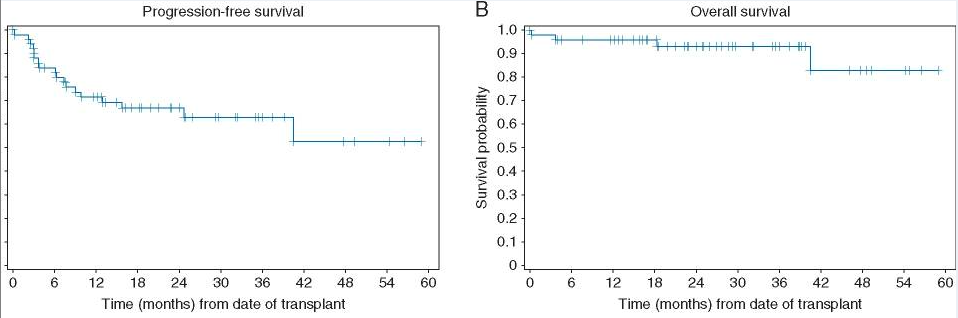 Progression-free survival
0 6 12 18 24 30 36 42 48 54 60
Time (months) from date of transplant
B
Overall survival
Survival probability
1.0
0.9
0.8
0.7
0.6
0.5
0.4
0.3
0.2
0.1
0
0 6 12 18 24 30 36 42 48 54 60
Time (months) from date of transplant